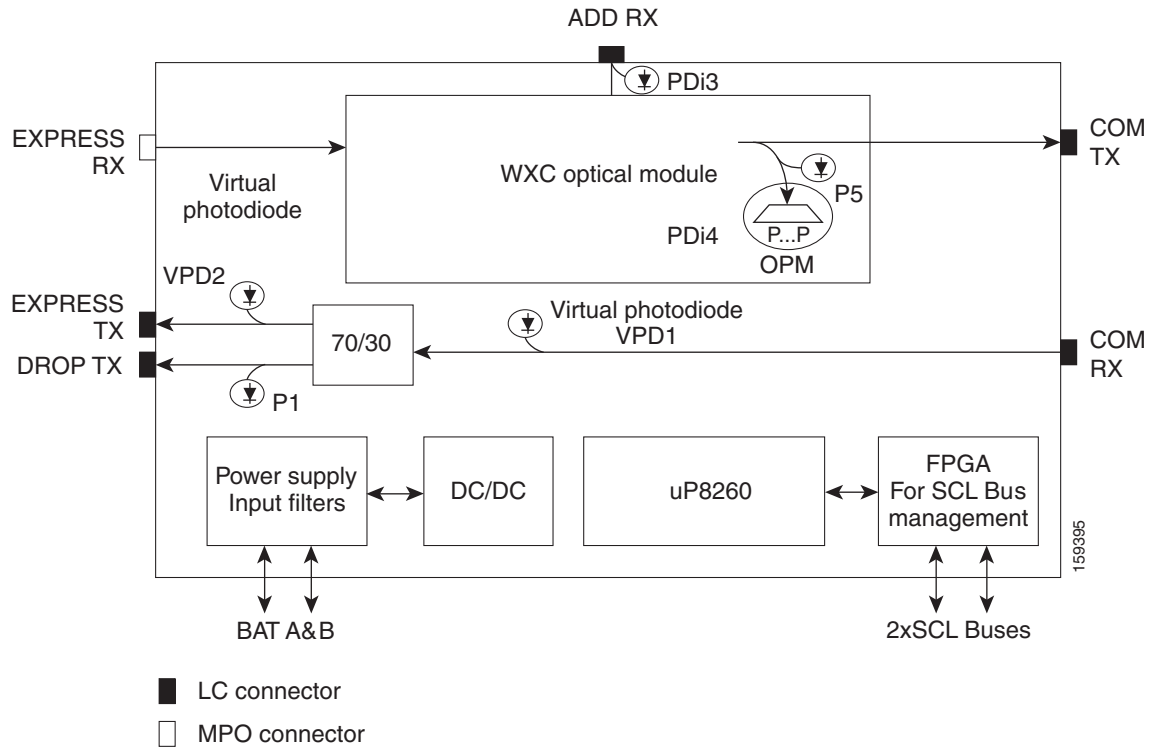 ADD RX
PDi3
EXPRESS
RX
COM
TX
Virtual
photodiode
WXC optical module
P5
PDi4
P...P
OPM
VPD2
EXPRESS
TX
DROP TX
70/30
Virtual photodiode
VPD1
COM
RX
P1
Power supply
Input filters
DC/DC
uP8260
FPGA
For SCL Bus
management
159395
BAT A&B
2xSCL Buses
LC connector
MPO connector